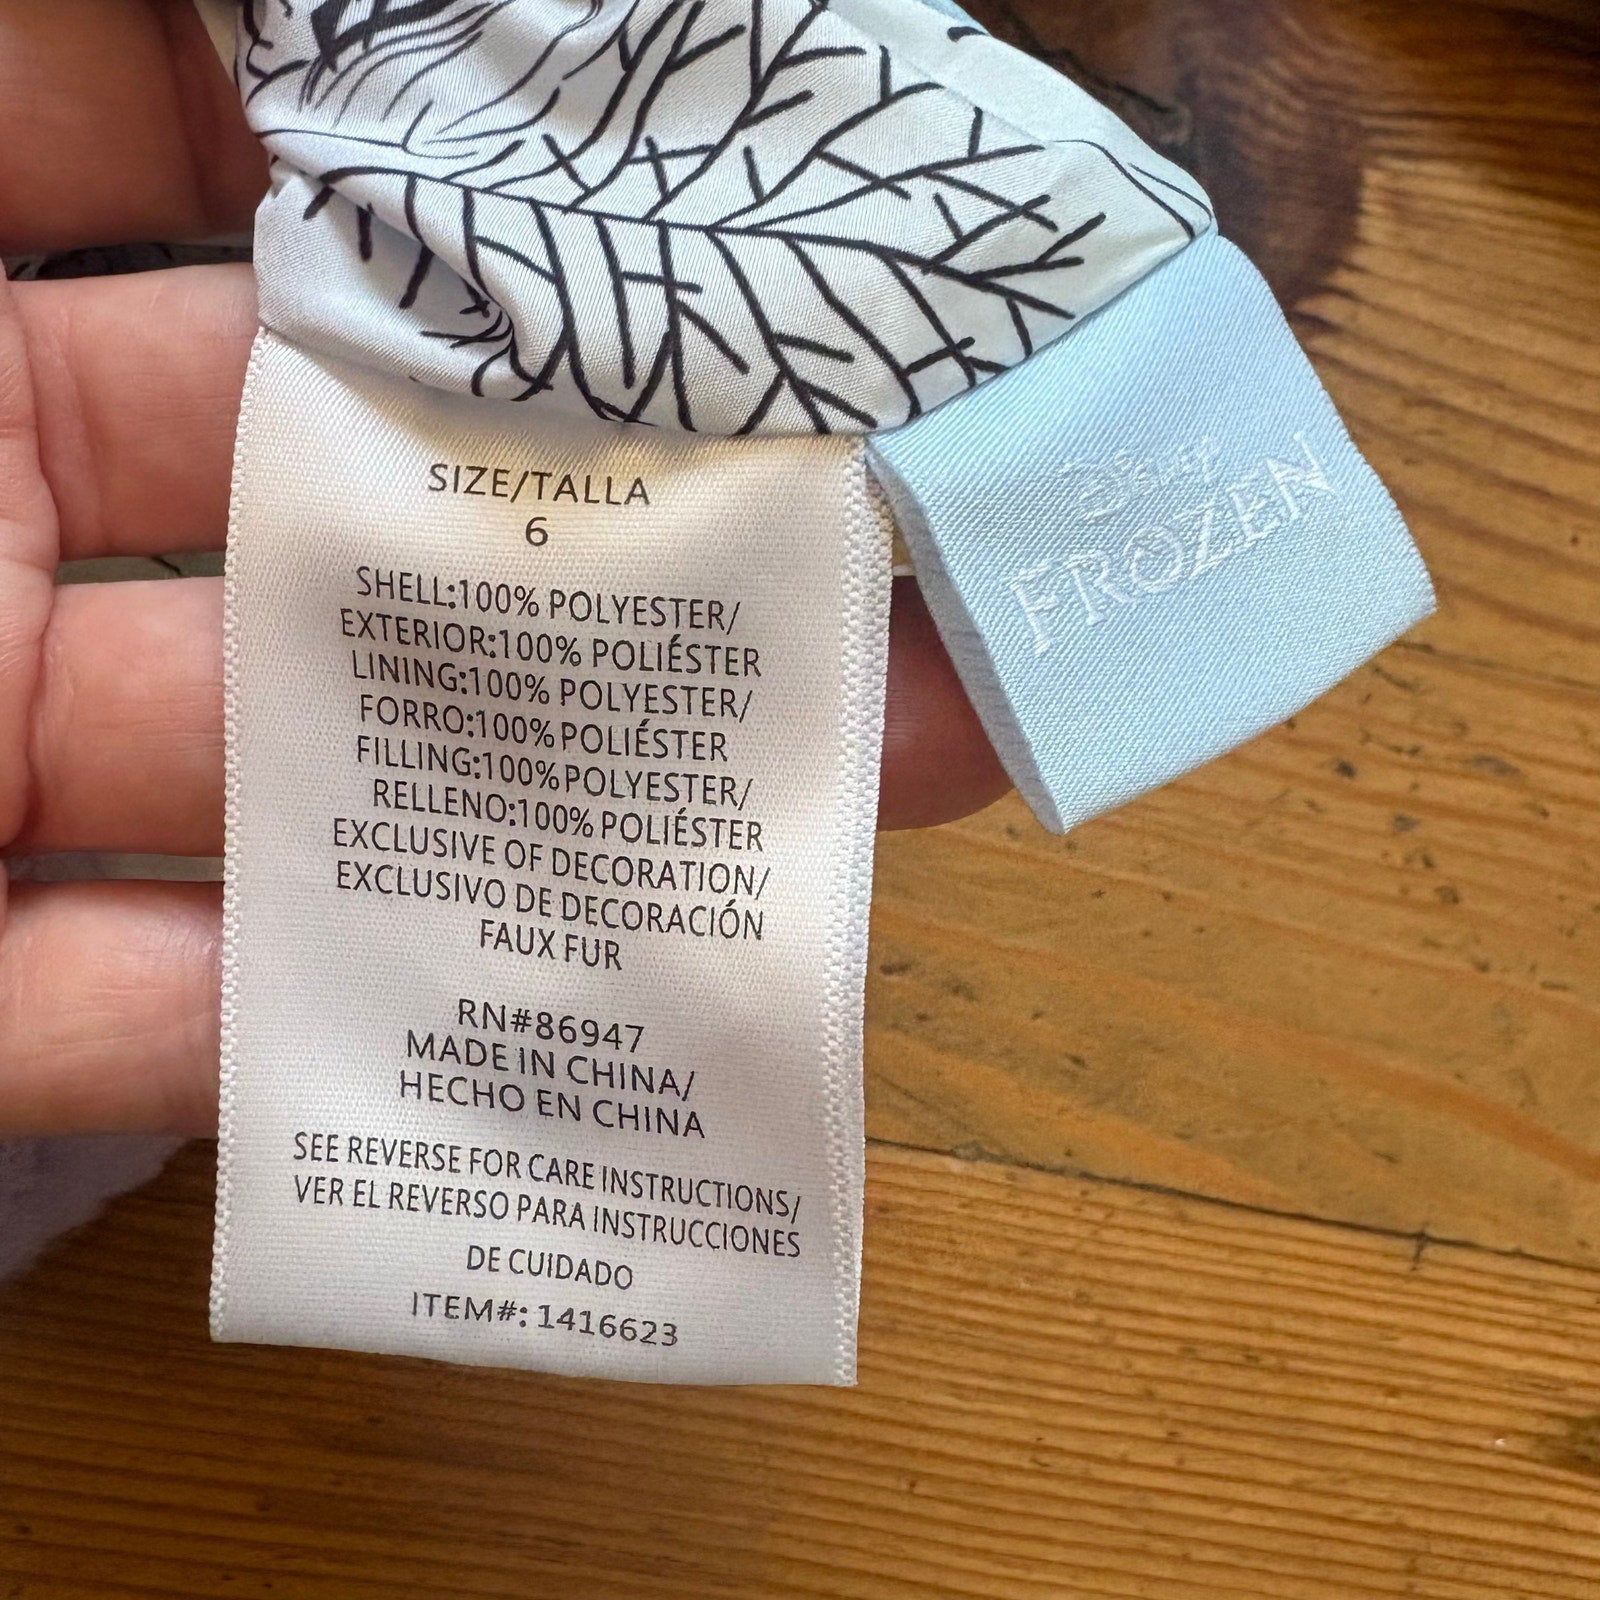 SIZE/TALLA
6
SHELL:100% POLYESTER/
EXTERIOR:100% POLIÉSTER
LINING:100% POLYESTER/
FORRO:100% POLIÉSTER
FILLING:100% POLYESTER/
RELLENO:100% POLIÉSTER
EXCLUSIVE OF DECORATION/
EXCLUSIVO DE DECORACIÓN
FAUX FUR
RN#86947
MADE IN CHINA/
HECHO EN CHINA
SEE REVERSE FOR CARE INSTRUCTIONS/
VER EL REVERSO PARA INSTRUCCIONES
DE CUIDADO
ITEM#: 1416623
Disney
FROZEN